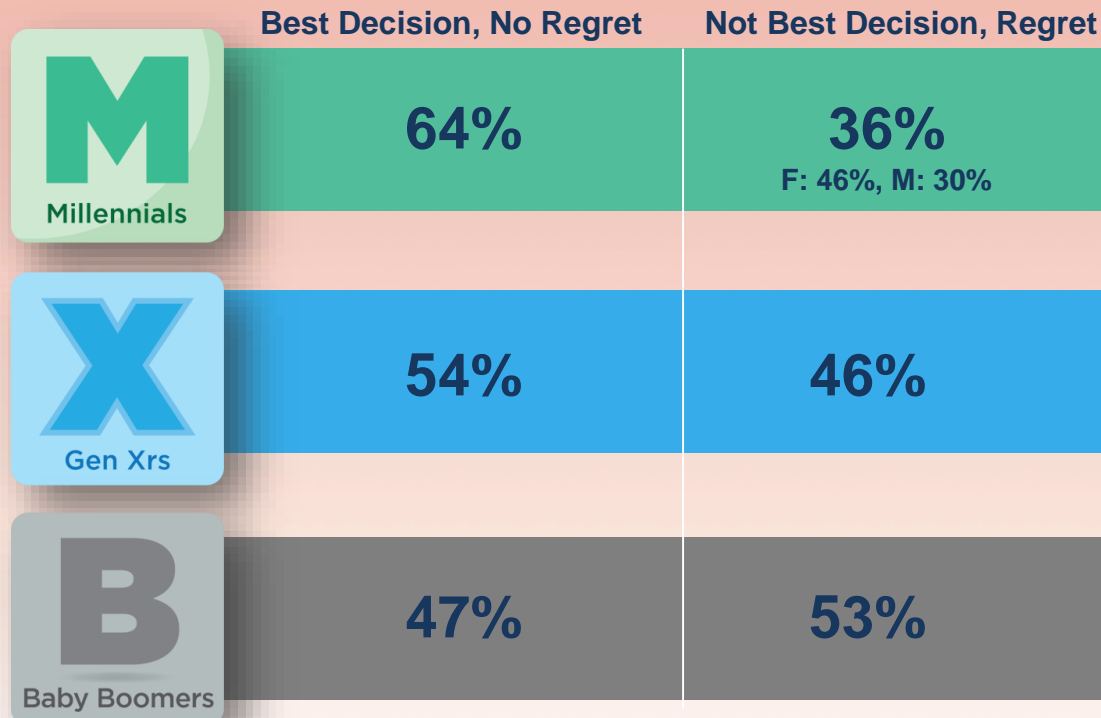 Best Decision, No Regret Not Best Decision, Regret
M
Millennials
64% 36%
F: 46%, M: 30%
X
Gen Xrs
54% 46%
B
Baby Boomers
47% 53%